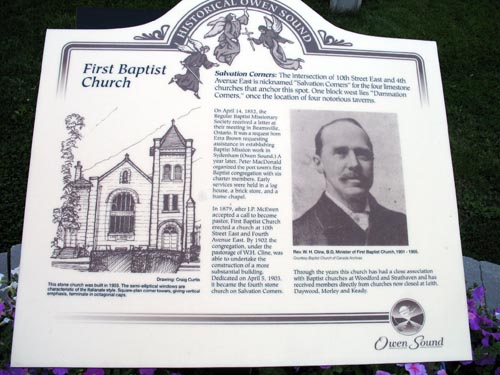 HISTORICAL OWEN SOUND
First Baptist
Church
Salvation Corners: The intersection of 10th Street East and 4th
Avenue East is nicknamed "Salvation Corners" for the four limestone
churches that anchor this spot. One block west lies "Damnation
Corners," once the location of four notorious taverns.
On April 14, 1852, the
Regular Baptist Missionary
Society received a letter at
their meeting in Beamsville,
Ontario. It was a request from
Ezra Brown requesting
assistance in establishing
Baptist Mission work in
Sydenham (Owen Sound.) A
year later, Peter MacDonald
organized the port town's first
Baptist congregation with six
charter members. Early
services were held in a log
house, a brick store, and a
frame chapel.
In 1879, after J.P. McEwen
accepted a call to become
pastor, First Baptist Church
erected a church at 10th
Street East and Fourth
Avenue East. By 1902 the
congregation, under the
pastorage of W.H. Cline, was
able to undertake the
construction of a more
substantial building.
Dedicated on April 5, 1903,
it became the fourth stone
church on Salvation Corners.
Drawing: Craig Curtis
This stone church was built in 1903. The semi-elliptical windows are
characteristic of the Italianate style. Square-plan corner towers, giving vertical
emphasis, terminate in octagonal caps.
Rev. W. H. Cline, B.D. Minister of First Baptist Church, 1901 - 1905.
Courtesy Baptist Church of Canada Archives
Through the years this church has had a close association
with Baptist churches at Woodford and Strathaven and has
received members directly from churches now closed at Leith,
Daywood, Morley and Keady.
Owen Sound